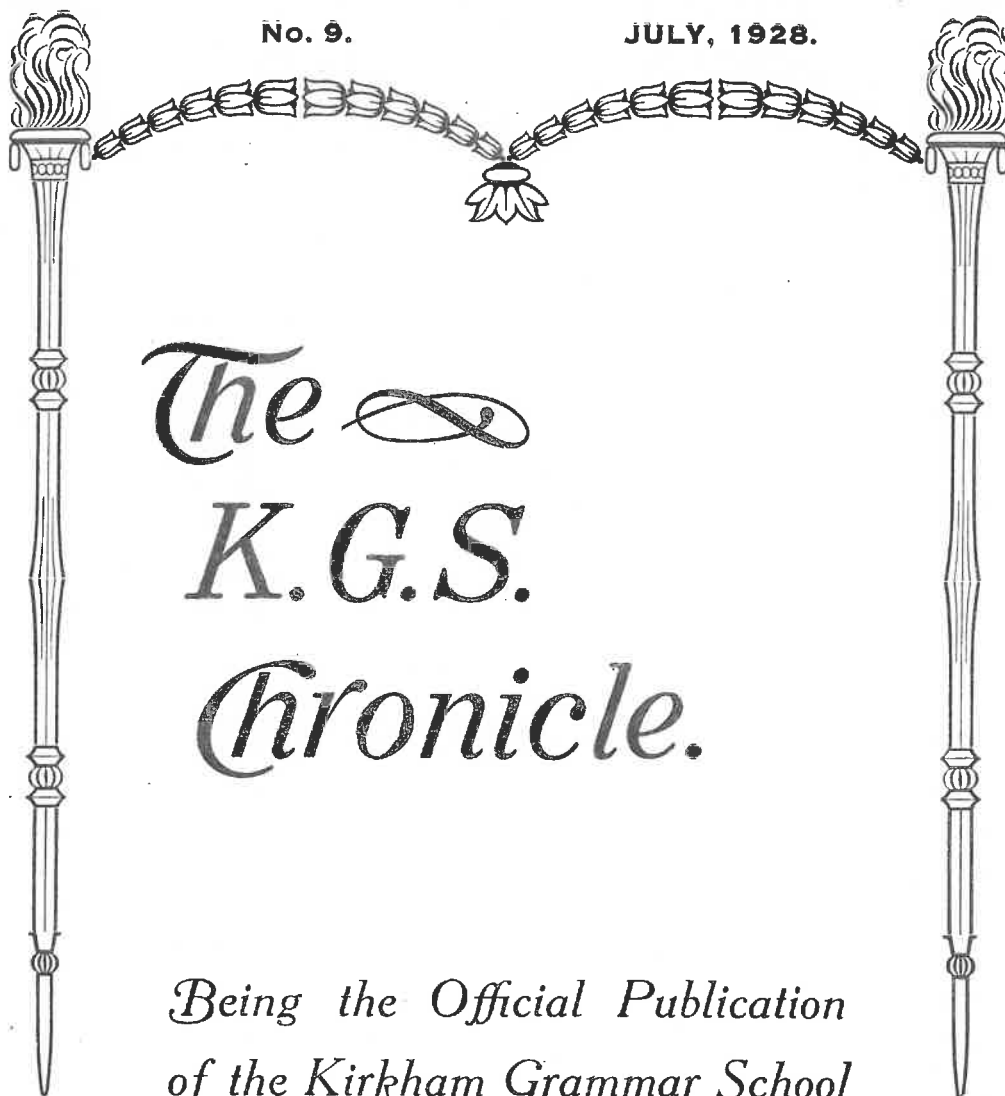 No. 9. JULY, 1928.
The
K.G.S.
Chronicle.
Being the Official Publication
of the Kirkham Grammar School